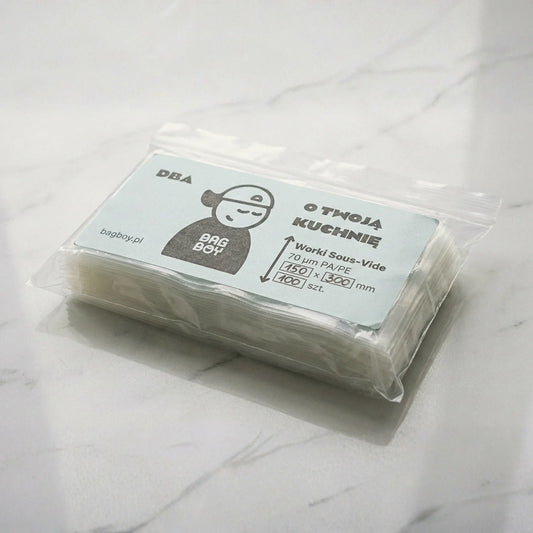 DBA
O TWOJĄ
KUCHNIĘ
BAG
BOY
bagboy.pl
Worki Sous-Vide
70 µm PA/PE
150 x 300 mm
100 szt.